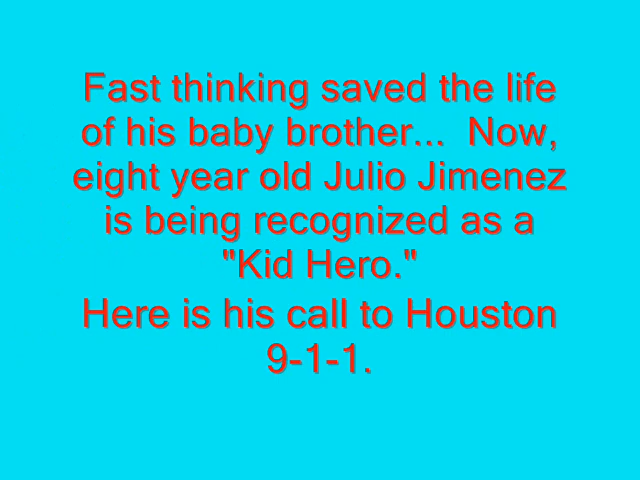 Fast thinking saved the life
of his baby brother...  Now,
eight year old Julio Jimenez
is being recognized as a
"Kid Hero."
Here is his call to Houston
9-1-1.